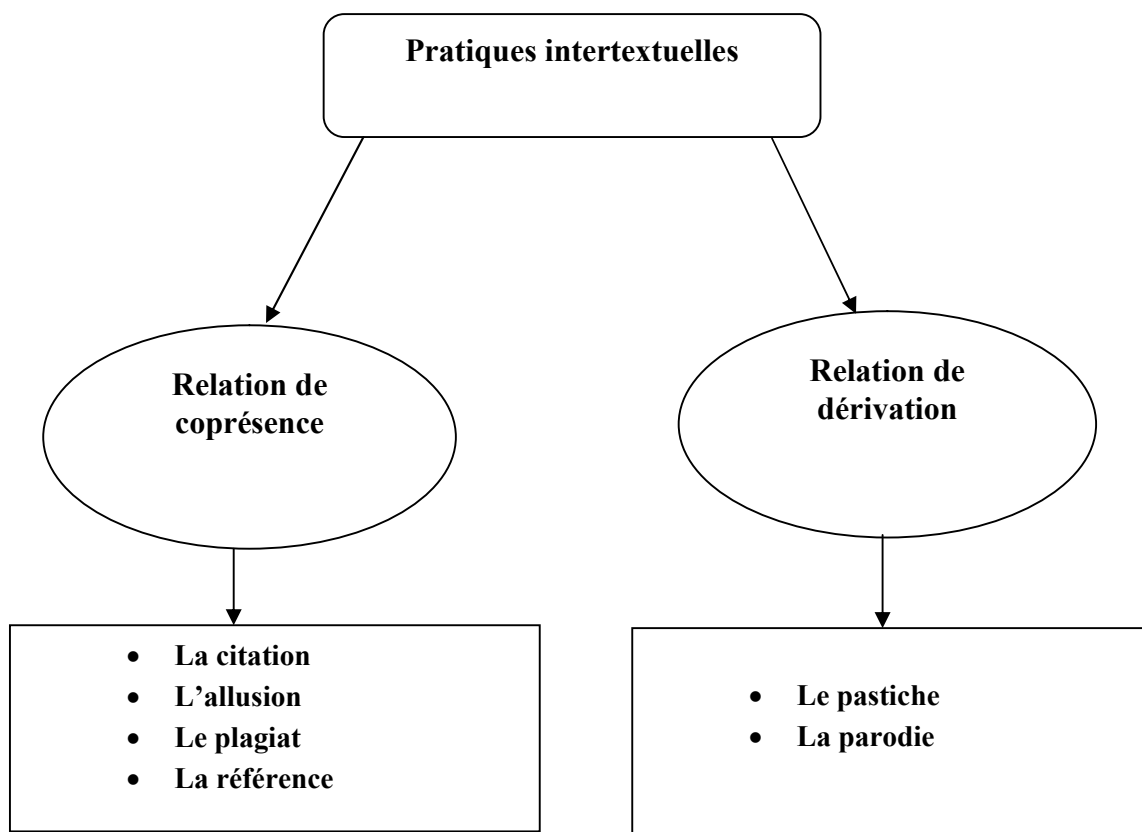 Pratiques intertextuelles
Relation de
coprésence
Relation de
dérivation
• La citation
• L’allusion
• Le plagiat
• La référence
• Le pastiche
• La parodie